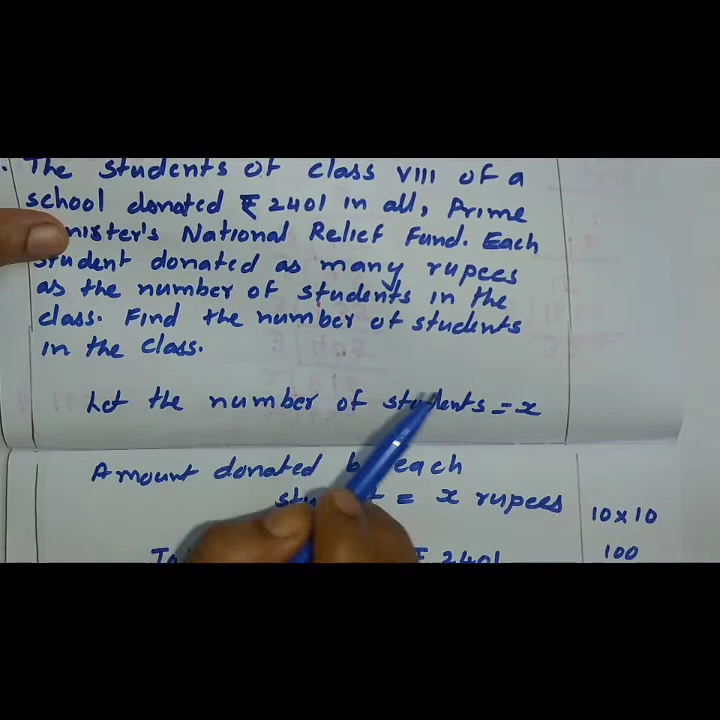 The students of class VIII of a
school donated ₹ 2401 in all, Prime
nister's National Relief Fund. Each
student donated as many rupees
as the number of students in the
class. Find the number of students
in the class.
Let the number of students = x
Amount donated b each
= x rupees
10 x 10
2401
100